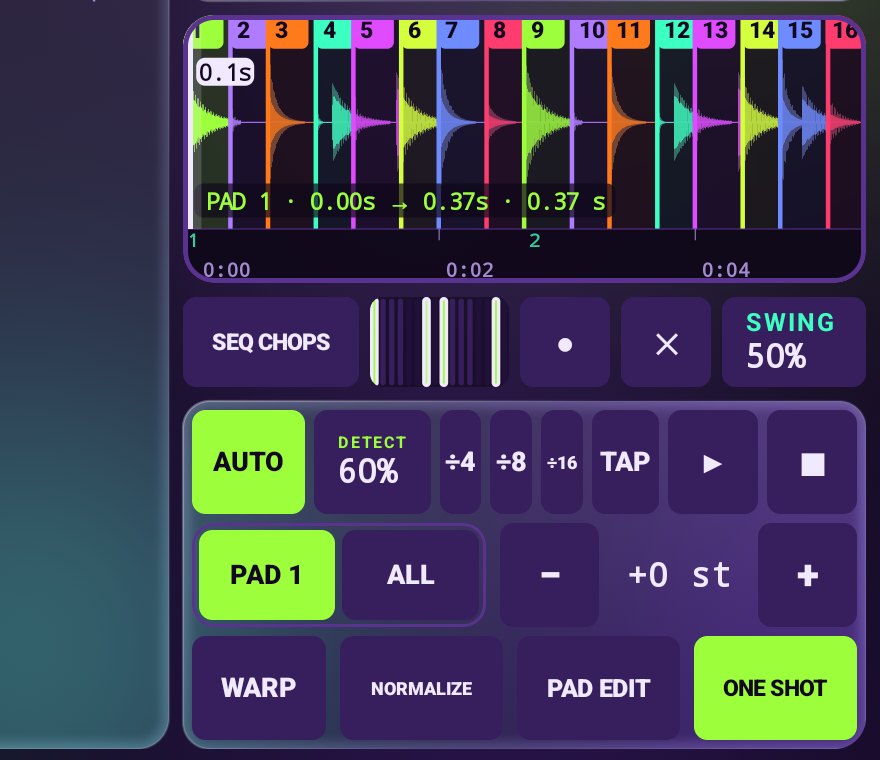 1 2 3 4 5 6 7 8 9 10 11 12 13 14 15 16
0.1s
PAD 1 · 0.00s → 0.37s · 0.37 s
1 2
0:00 0:02 0:04
SEQ CHOPS
SWING
50%
AUTO
DETECT
60%
÷4 ÷8 ÷16 TAP
PAD 1 ALL − +0 st +
WARP NORMALIZE PAD EDIT ONE SHOT